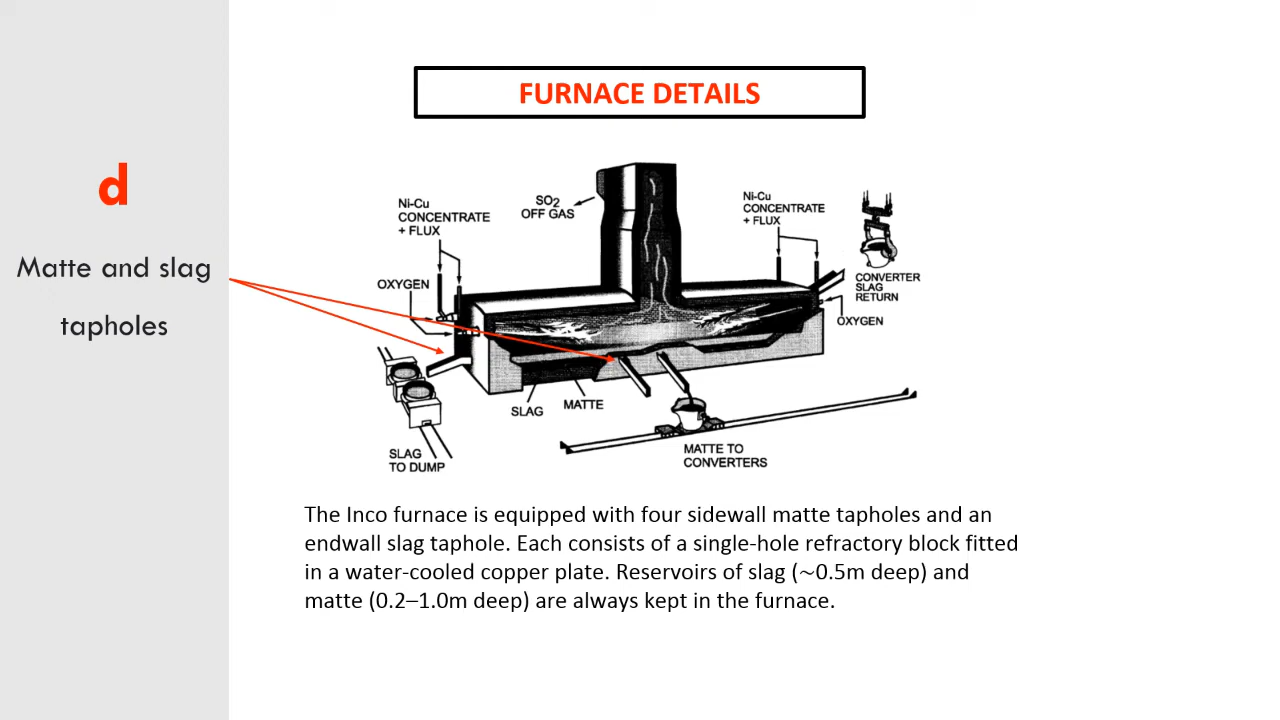 FURNACE DETAILS
d
Matte and slag
tapholes
Ni-Cu
CONCENTRATE
+ FLUX
SO2
OFF GAS
Ni-Cu
CONCENTRATE
+ FLUX
OXYGEN
CONVERTER
SLAG
RETURN
OXYGEN
SLAG
MATTE
SLAG
TO DUMP
MATTE TO
CONVERTERS
The Inco furnace is equipped with four sidewall matte tapholes and an
endwall slag taphole. Each consists of a single-hole refractory block fitted
in a water-cooled copper plate. Reservoirs of slag (∼0.5m deep) and
matte (0.2–1.0m deep) are always kept in the furnace.